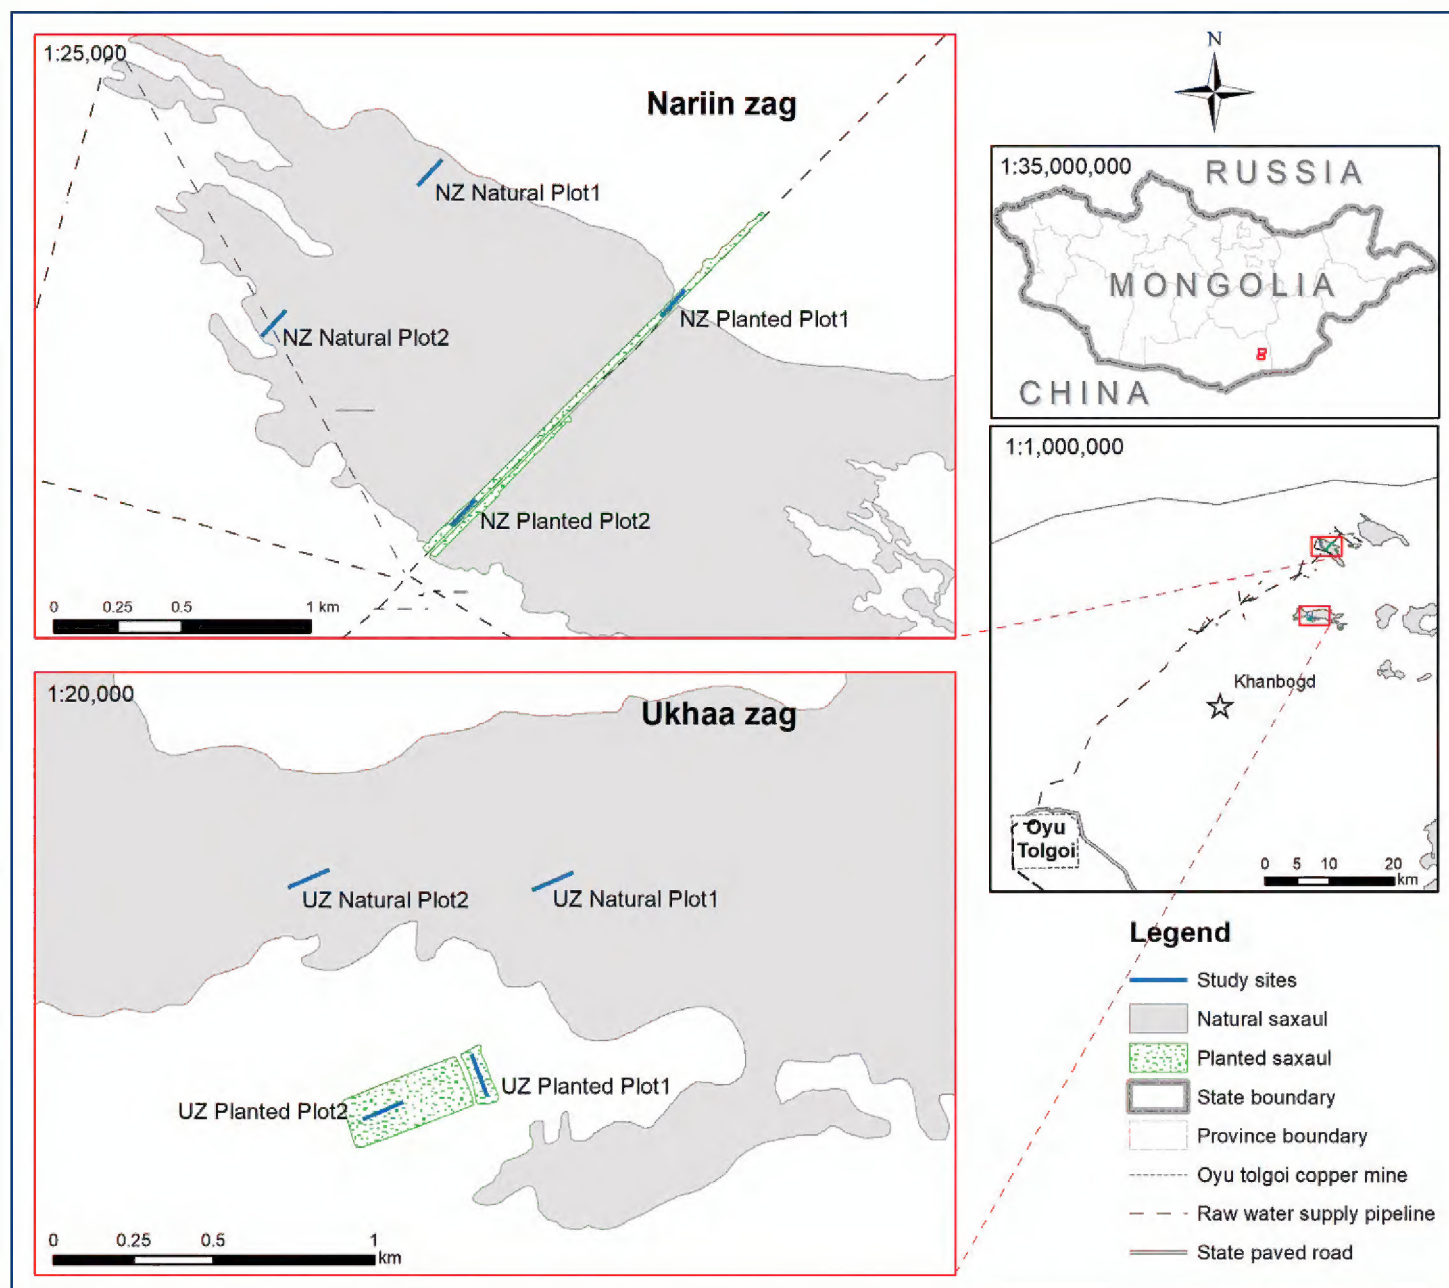 1:25,000
Nariin zag
NZ Natural Plot1
NZ Natural Plot2
NZ Planted Plot1
NZ Planted Plot2
0 0.25 0.5 1 km
1:20,000
Ukhaa zag
UZ Natural Plot2
UZ Natural Plot1
UZ Planted Plot1
UZ Planted Plot2
0 0.25 0.5 1
km
N
1:35,000,000
RUSSIA
MONGOLIA
CHINA
1:1,000,000
Khanbogd
Oyu
Tolgoi
0 5 10 20
km
Legend
Study sites
Natural saxaul
Planted saxaul
State boundary
Province boundary
Oyu tolgoi copper mine
Raw water supply pipeline
State paved road